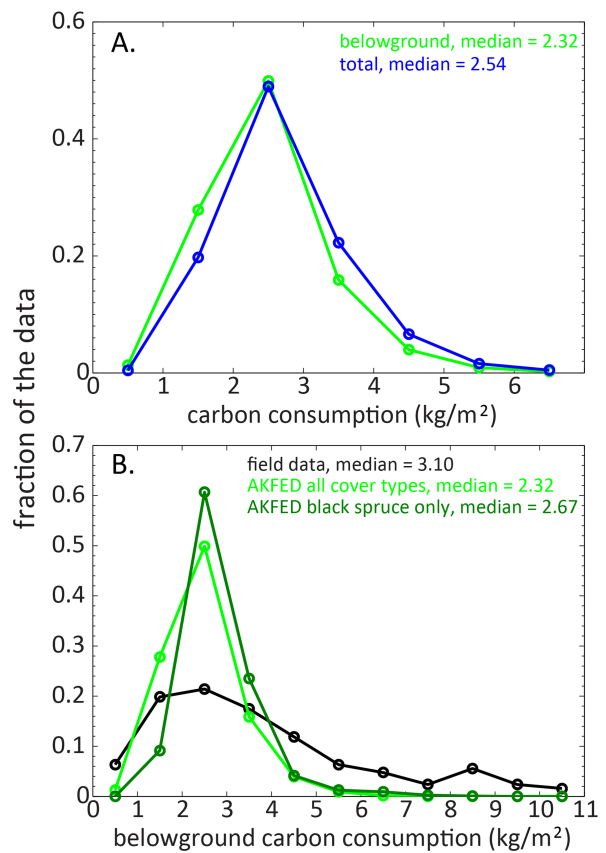 A.
belowground, median = 2.32
total, median = 2.54
0.6
0.4
0.2
0
0 1 2 3 4 5 6
carbon consumption (kg/m²)
fraction of the data
B.
field data, median = 3.10
AKFED all cover types, median = 2.32
AKFED black spruce only, median = 2.67
0.7
0.6
0.5
0.4
0.3
0.2
0.1
0
0 1 2 3 4 5 6 7 8 9 10 11
belowground carbon consumption (kg/m²)